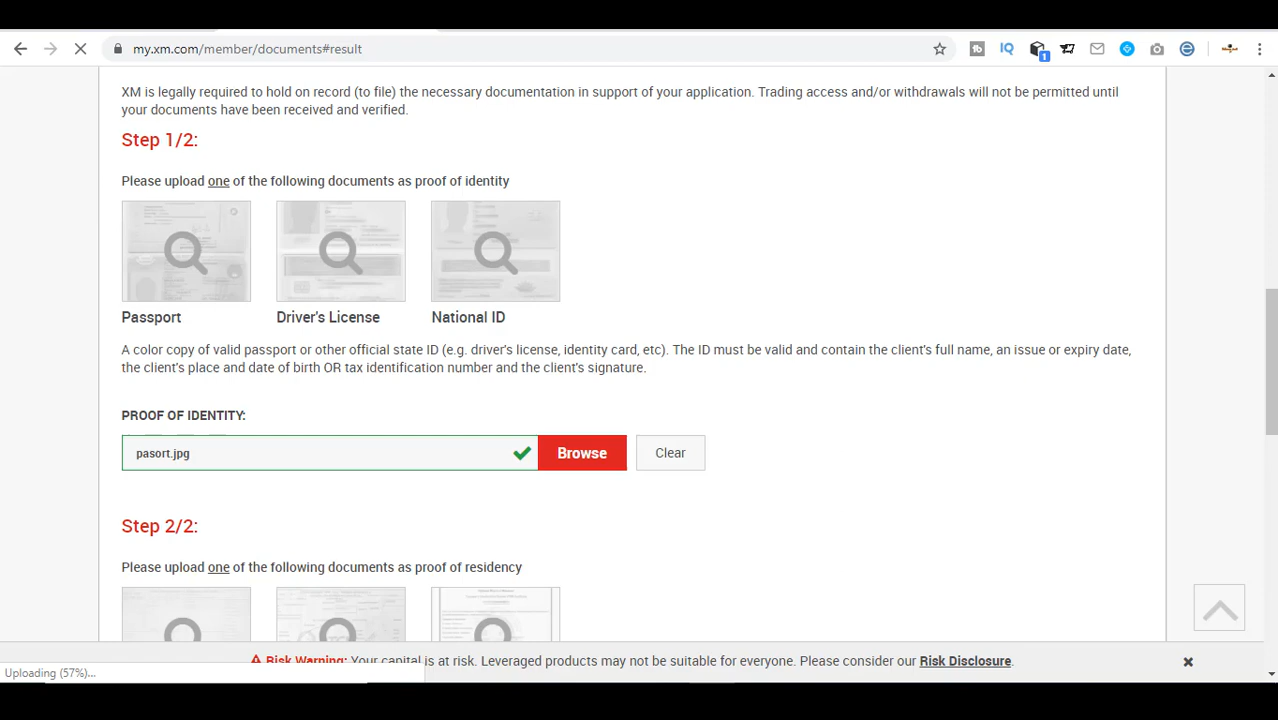 my.xm.com/member/documents#result
1
XM is legally required to hold on record (to file) the necessary documentation in support of your application. Trading access and/or withdrawals will not be permitted until
your documents have been received and verified.
Step 1/2:
Please upload one of the following documents as proof of identity
Passport
Driver's License
National ID
A color copy of valid passport or other official state ID (e.g. driver's license, identity card, etc). The ID must be valid and contain the client's full name, an issue or expiry date,
the client's place and date of birth OR tax identification number and the client's signature.
PROOF OF IDENTITY:
pasort.jpg
Browse
Clear
Step 2/2:
Please upload one of the following documents as proof of residency
Risk Warning: Your capital is at risk. Leveraged products may not be suitable for everyone. Please consider our Risk Disclosure.
Uploading (57%)...